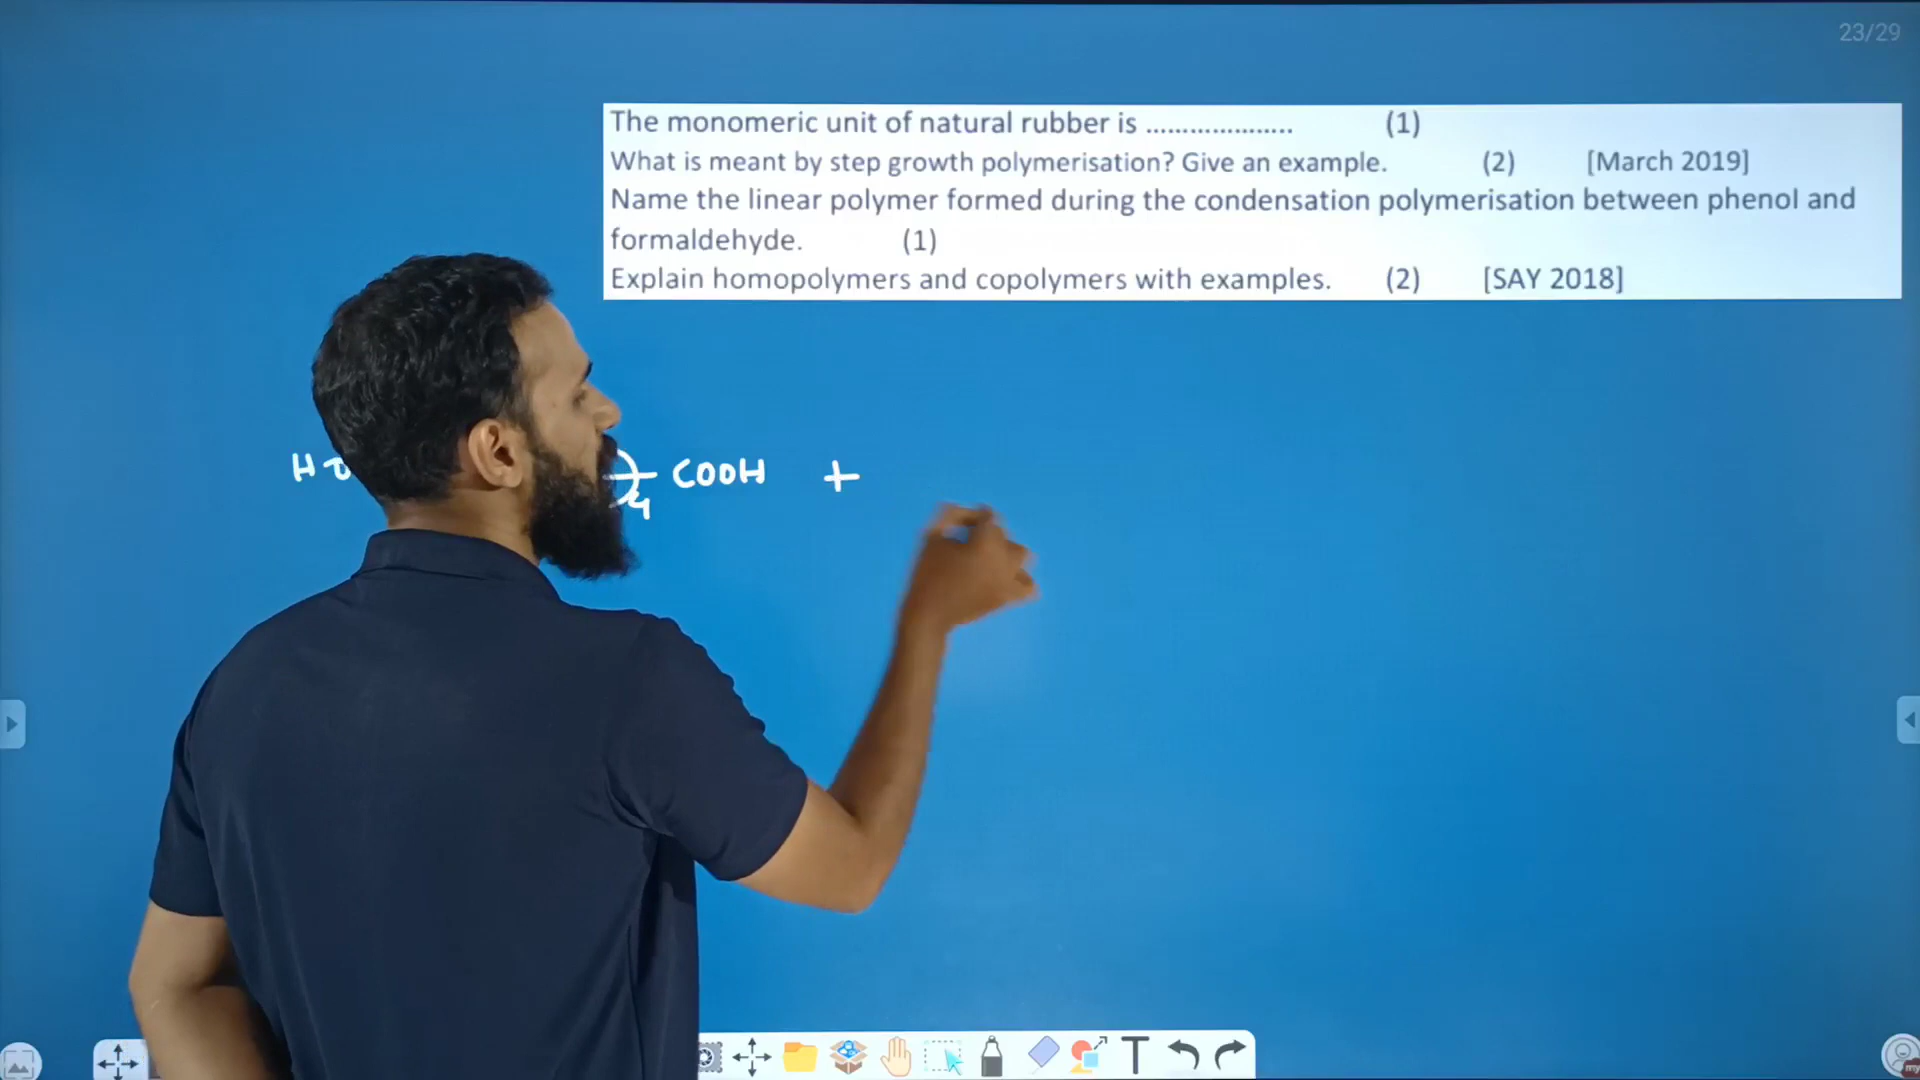 23/29
The monomeric unit of natural rubber is .................... (1)
What is meant by step growth polymerisation? Give an example. (2) [March 2019]
Name the linear polymer formed during the condensation polymerisation between phenol and
formaldehyde. (1)
Explain homopolymers and copolymers with examples. (2) [SAY 2018]
HO )4 COOH +
T